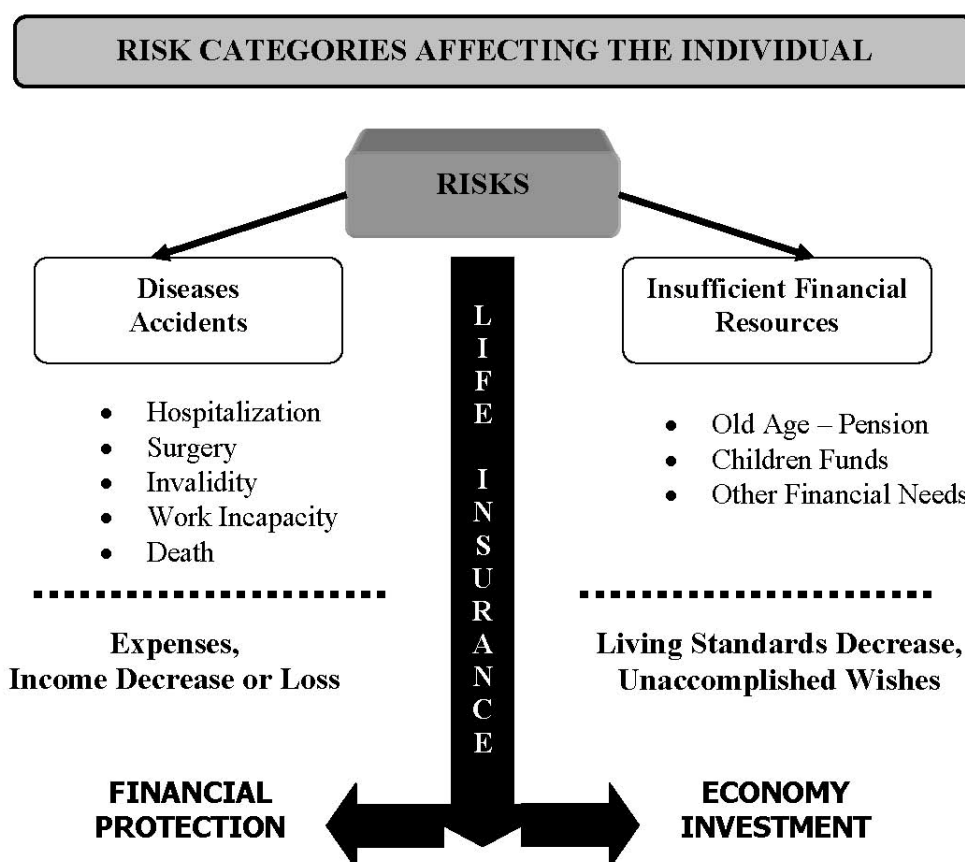 RISK CATEGORIES AFFECTING THE INDIVIDUAL
RISKS
Diseases
Accidents
• Hospitalization
• Surgery
• Invalidity
• Work Incapacity
• Death
Expenses,
Income Decrease or Loss
FINANCIAL
PROTECTION
LIFE INSURANCE
Insufficient Financial
Resources
• Old Age – Pension
• Children Funds
• Other Financial Needs
Living Standards Decrease,
Unaccomplished Wishes
ECONOMY
INVESTMENT